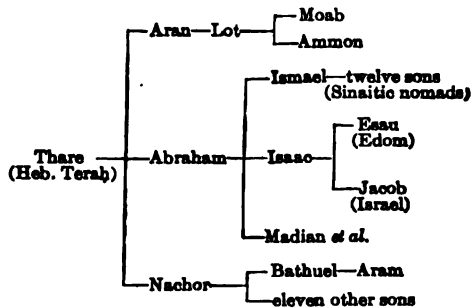 Moab
Aran — Lot
Ammon
Ismael — twelve sons
(Sinaitic nomads)
Esau
(Edom)
Thare
(Heb. Terah)
Abraham
Isaac
Jacob
(Israel)
Madian et al.
Bathuel — Aram
Nachor
eleven other sons